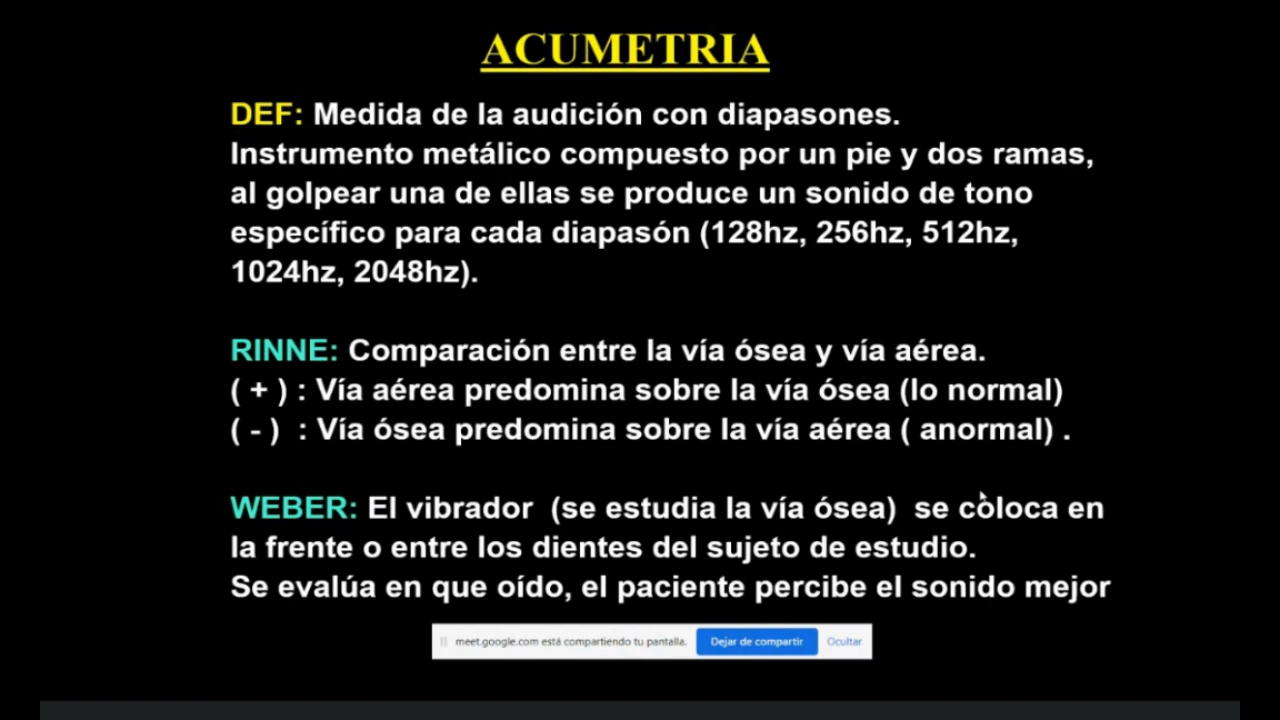 ACUMETRIA
DEF: Medida de la audición con diapasones.
Instrumento metálico compuesto por un pie y dos ramas,
al golpear una de ellas se produce un sonido de tono
específico para cada diapasón (128hz, 256hz, 512hz,
1024hz, 2048hz).
RINNE: Comparación entre la vía ósea y vía aérea.
( + ) : Vía aérea predomina sobre la vía ósea (lo normal)
( - )  : Vía ósea predomina sobre la vía aérea ( anormal) .
WEBER: El vibrador  (se estudia la vía ósea)  se coloca en
la frente o entre los dientes del sujeto de estudio.
Se evalúa en que oído, el paciente percibe el sonido mejor
meet.google.com está compartiendo tu pantalla. Dejar de compartir Ocultar